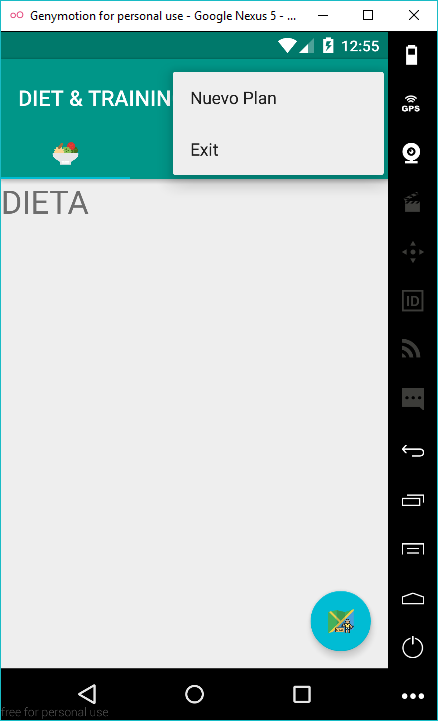 Genymotion for personal use - Google Nexus 5 - ...
12:55
GPS
DIET & TRAININ
Nuevo Plan
Exit
DIETA
ID
free for personal use